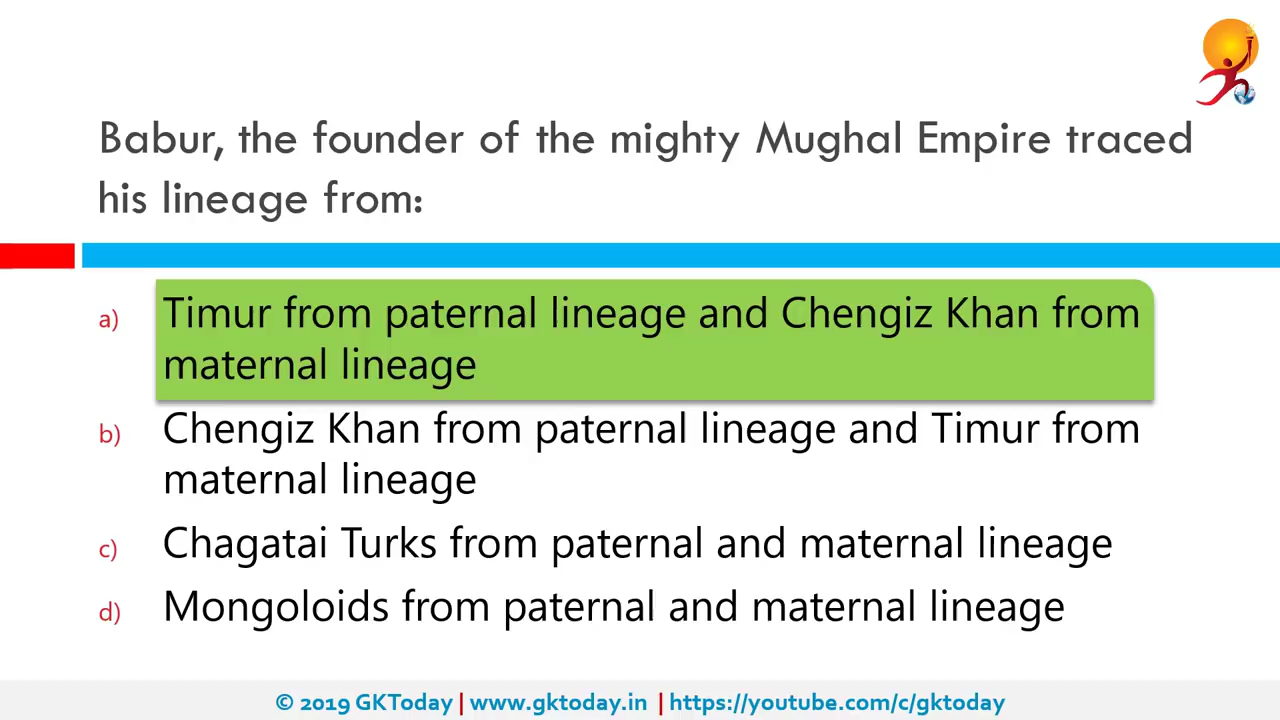 Babur, the founder of the mighty Mughal Empire traced
his lineage from:
a) Timur from paternal lineage and Chengiz Khan from
maternal lineage
b) Chengiz Khan from paternal lineage and Timur from
maternal lineage
c) Chagatai Turks from paternal and maternal lineage
d) Mongoloids from paternal and maternal lineage
© 2019 GKToday | www.gktoday.in | https://youtube.com/c/gktoday